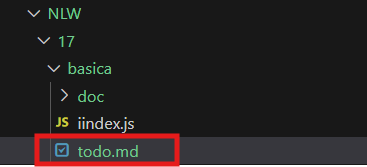 NLW
17
basica
doc
JS iindex.js
todo.md